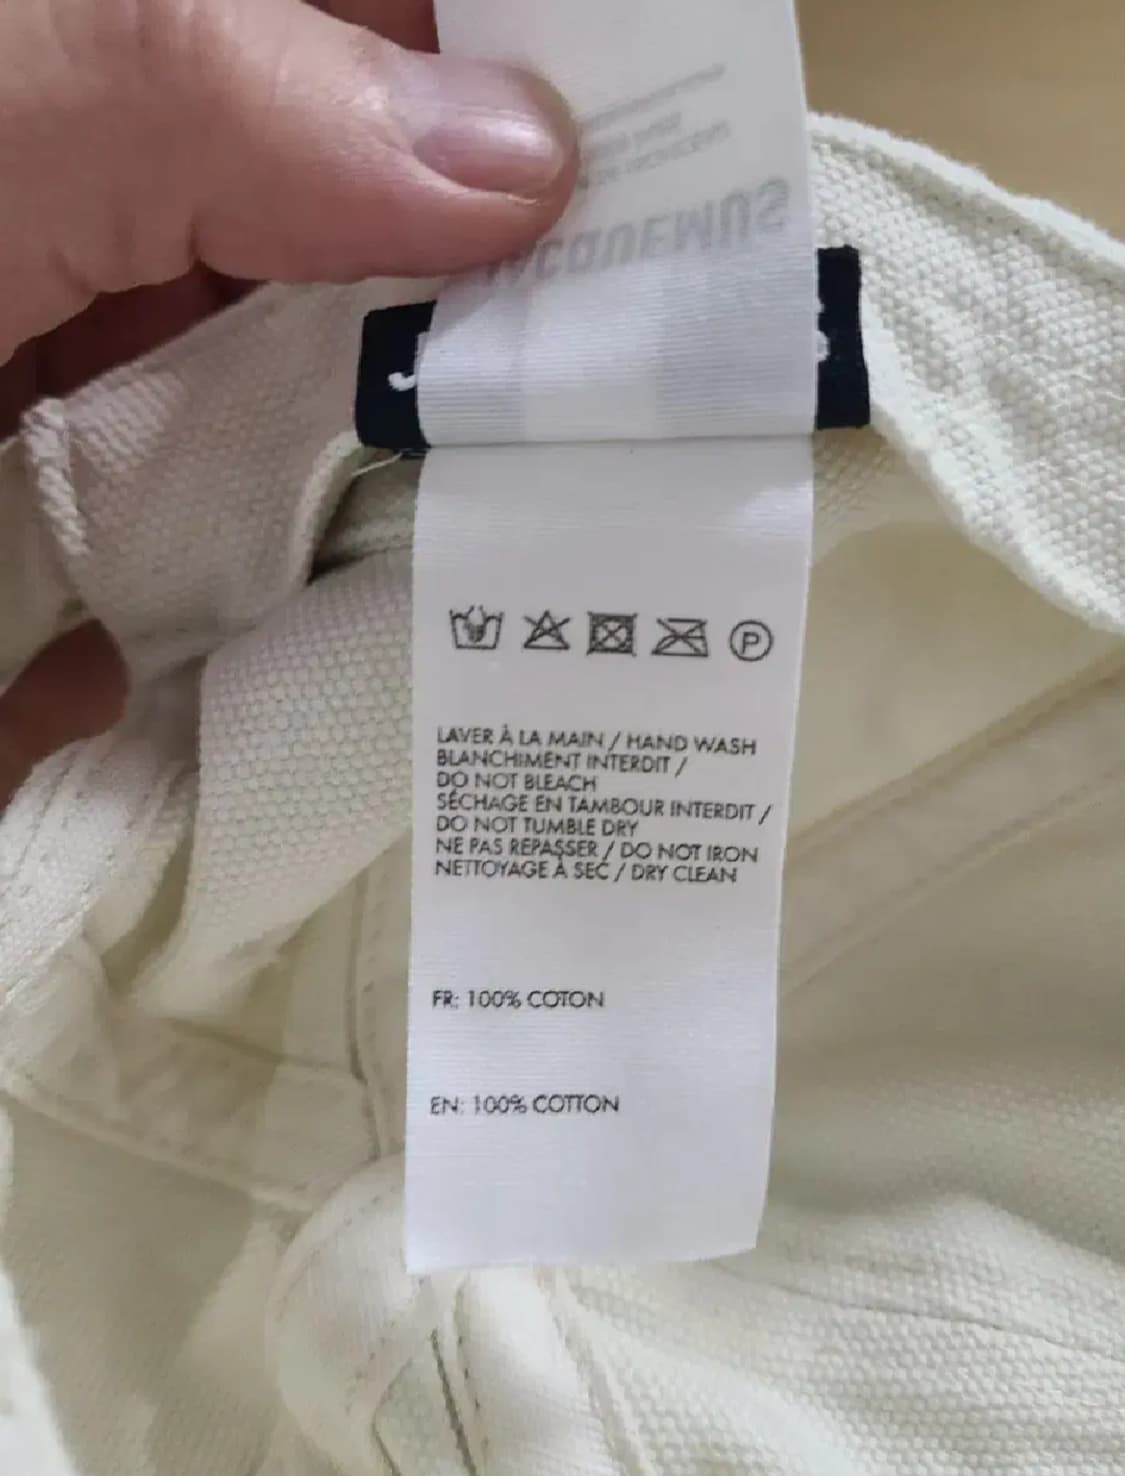 JACQUEMUS
P
LAVER À LA MAIN / HAND WASH
BLANCHIMENT INTERDIT /
DO NOT BLEACH
SÉCHAGE EN TAMBOUR INTERDIT /
DO NOT TUMBLE DRY
NE PAS REPASSER / DO NOT IRON
NETTOYAGE À SEC / DRY CLEAN
FR: 100% COTON
EN: 100% COTTON